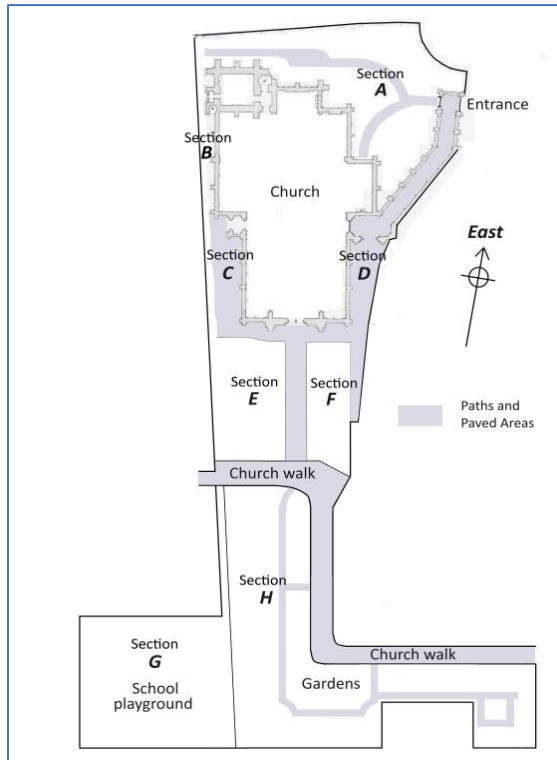 Section
A
Entrance
Section
B
Church
East
Section
C
Section
D
Section
E
Section
F
Paths and
Paved Areas
Church walk
Section
H
Section
G
School
playground
Church walk
Gardens